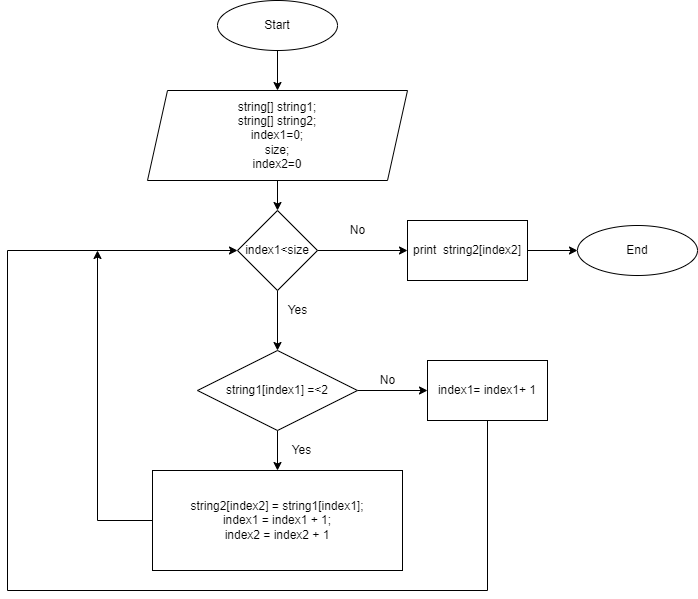 Start
string[] string1;
string[] string2;
index1=0;
size;
index2=0
index1<size
No
print  string2[index2]
End
Yes
string1[index1] =<2
No
index1= index1+ 1
Yes
string2[index2] = string1[index1];
index1 = index1 + 1;
index2 = index2 + 1